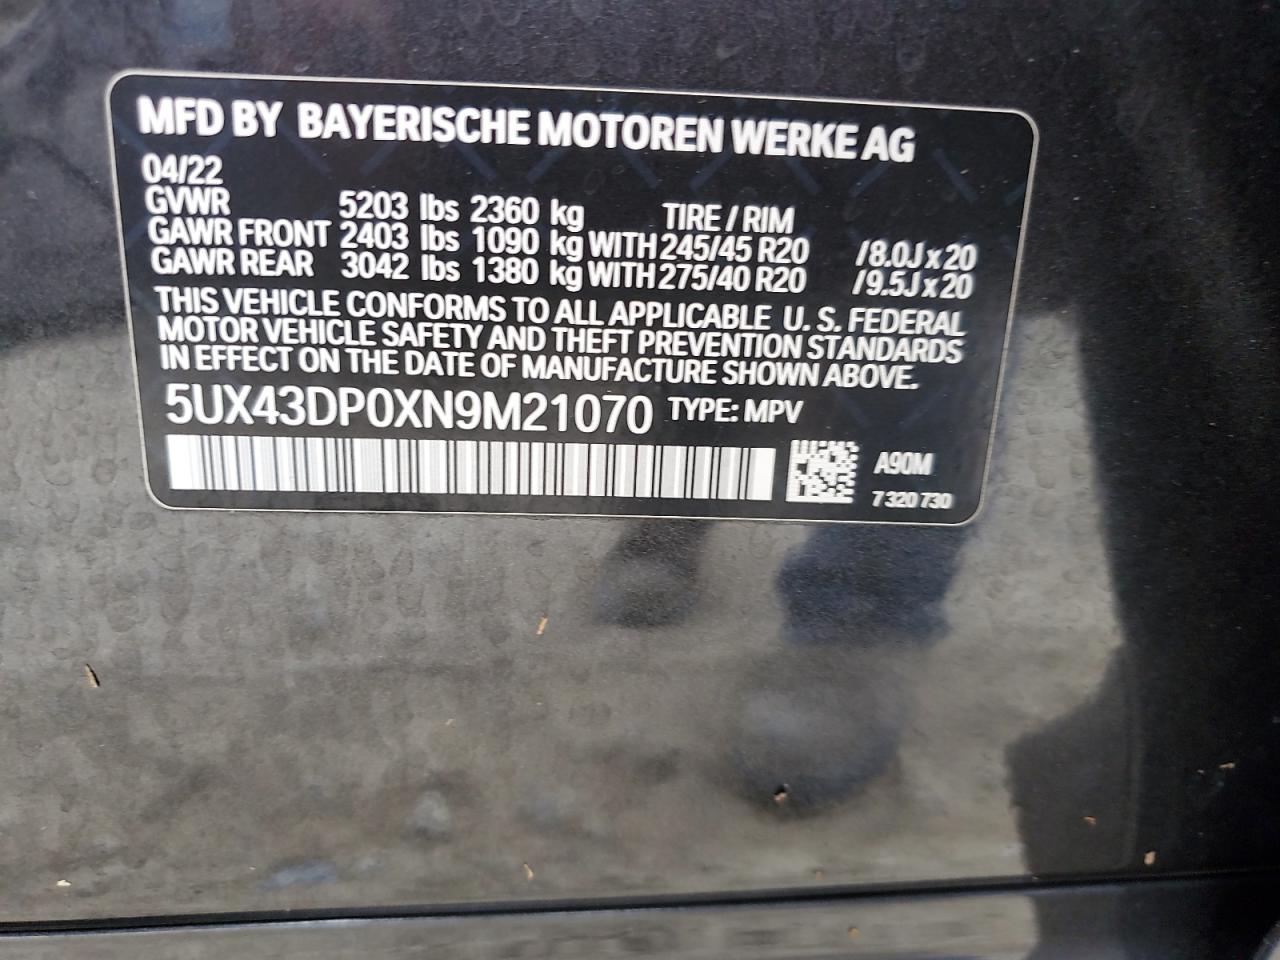 MFD BY BAYERISCHE MOTOREN WERKE AG
04/22
GVWR 5203 lbs 2360 kg TIRE / RIM
GAWR FRONT 2403 lbs 1090 kg WITH 245/45 R20 /8.0J x 20
GAWR REAR 3042 lbs 1380 kg WITH 275/40 R20 /9.5J x 20
THIS VEHICLE CONFORMS TO ALL APPLICABLE U. S. FEDERAL
MOTOR VEHICLE SAFETY AND THEFT PREVENTION STANDARDS
IN EFFECT ON THE DATE OF MANUFACTURE SHOWN ABOVE.
5UX43DP0XN9M21070 TYPE: MPV
A90M
7 320 730